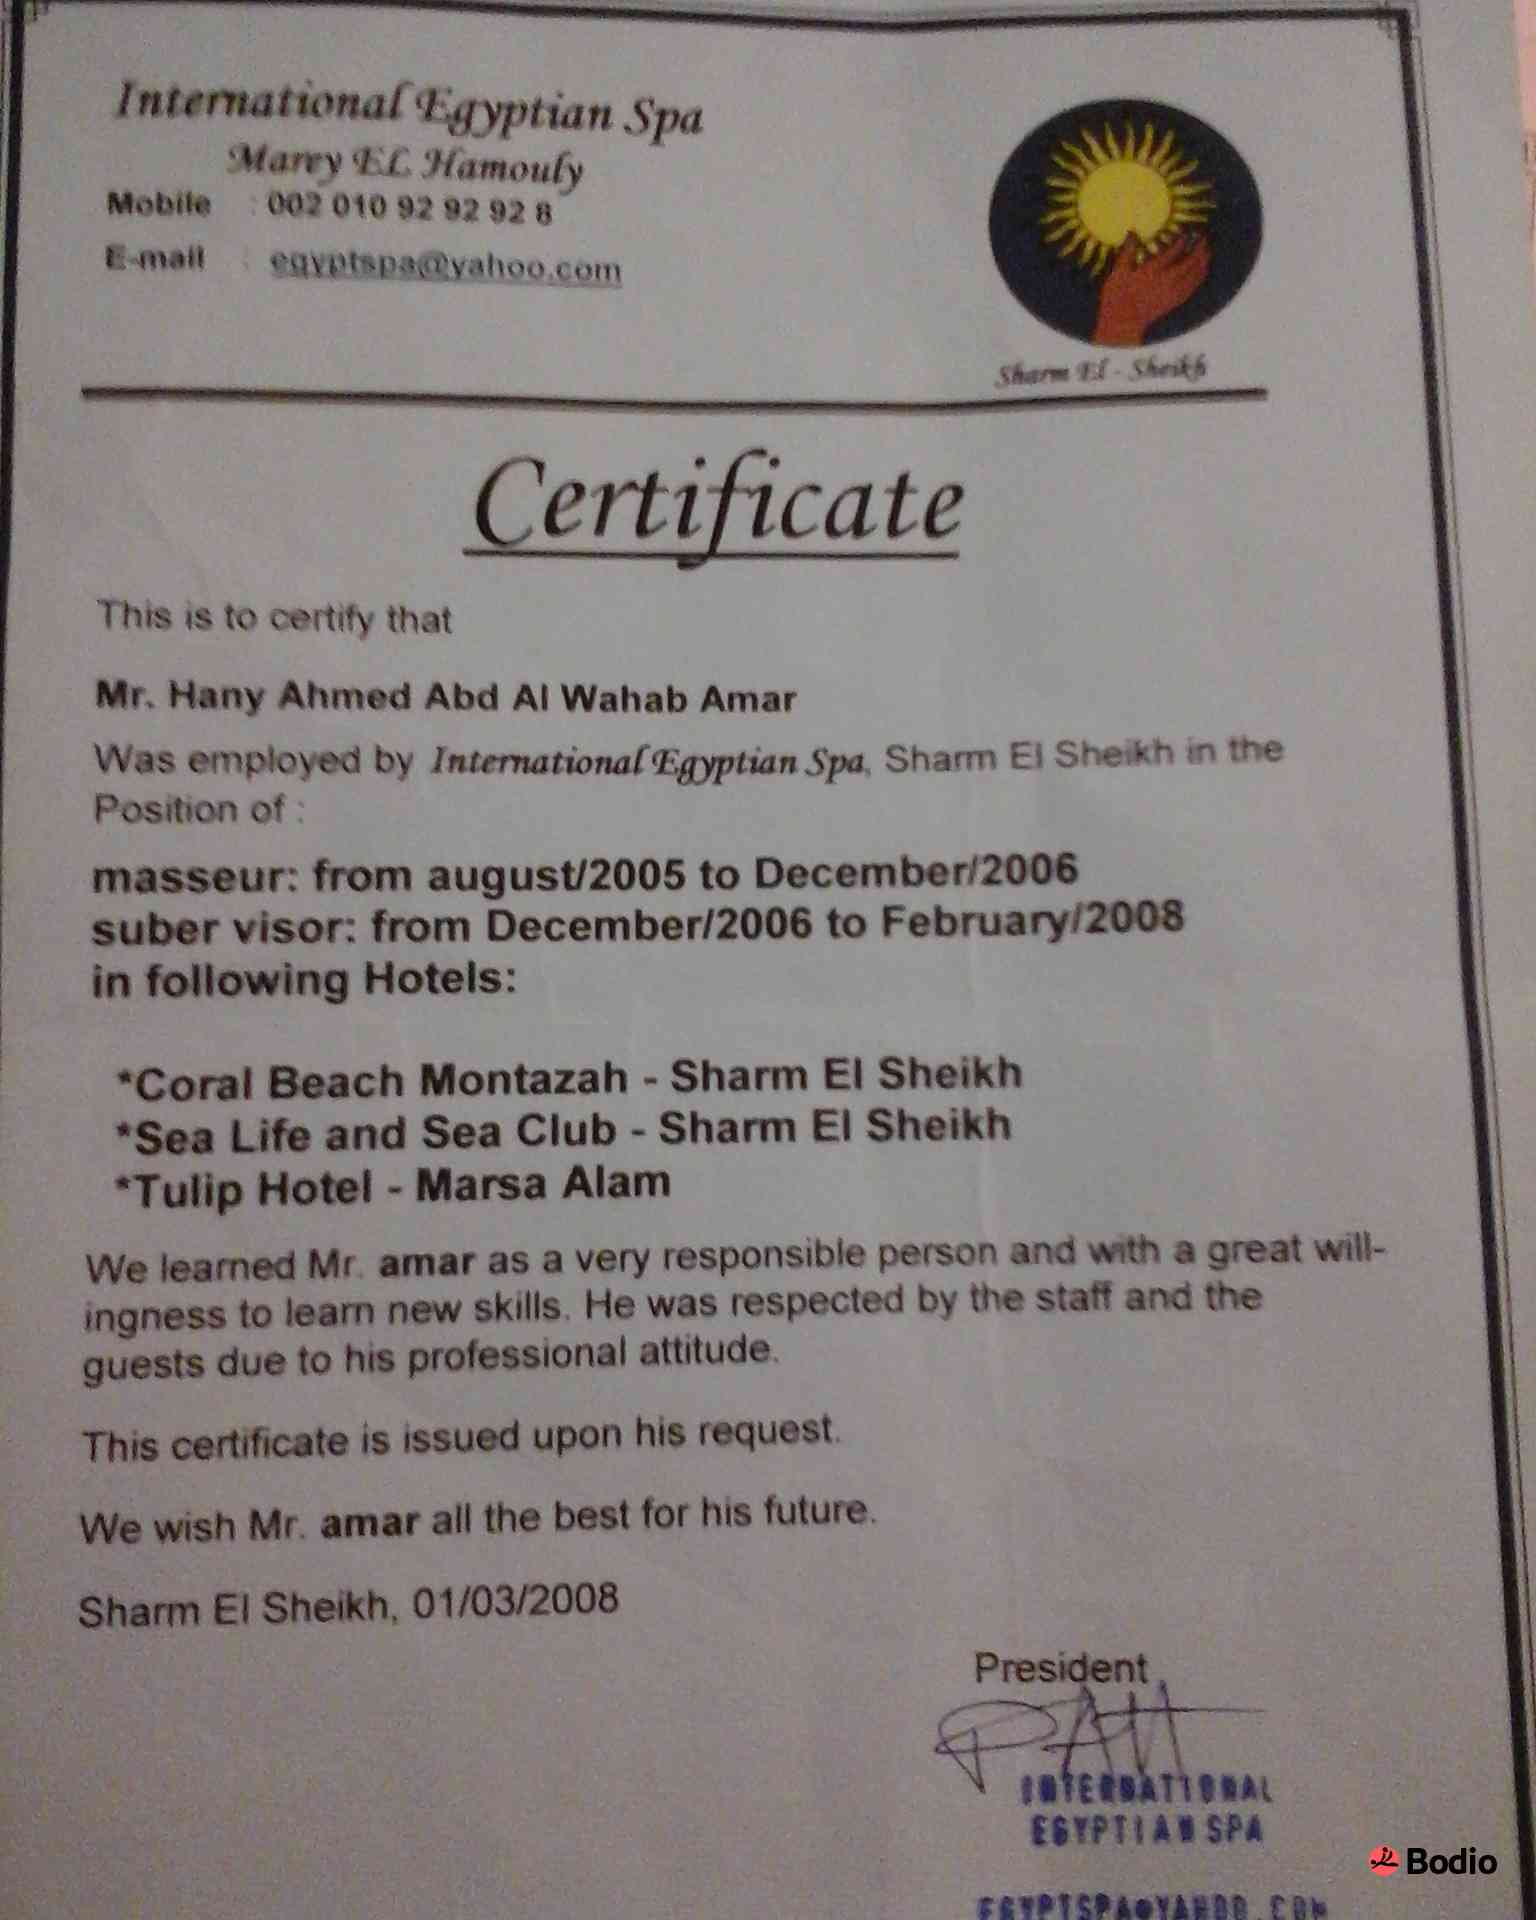 International Egyptian Spa
Marey EL Hamouly
Mobile : 002 010 92 92 92 8
E-mail : egyptspa@yahoo.com
Sharm El - Sheikh
Certificate
This is to certify that
Mr. Hany Ahmed Abd Al Wahab Amar
Was employed by International Egyptian Spa, Sharm El Sheikh in the
Position of :
masseur: from august/2005 to December/2006
suber visor: from December/2006 to February/2008
in following Hotels:
*Coral Beach Montazah - Sharm El Sheikh
*Sea Life and Sea Club - Sharm El Sheikh
*Tulip Hotel - Marsa Alam
We learned Mr. amar as a very responsible person and with a great will-
ingness to learn new skills. He was respected by the staff and the
guests due to his professional attitude.
This certificate is issued upon his request.
We wish Mr. amar all the best for his future.
Sharm El Sheikh, 01/03/2008
President
INTERNATIONAL
EGYPTIAN SPA
EGYPTSPA@YAHOO.COM
Bodio